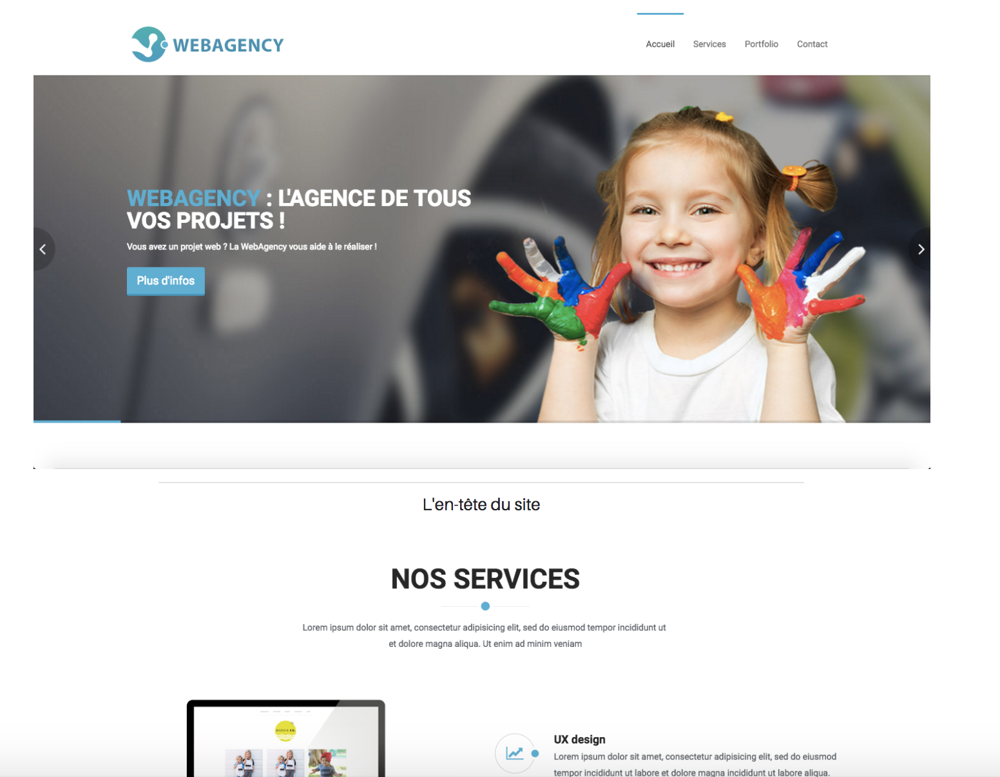 WEBAGENCY
Accueil Services Portfolio Contact
WEBAGENCY : L'AGENCE DE TOUS
VOS PROJETS !
Vous avez un projet web ? La WebAgency vous aide à le réaliser !
Plus d'infos
L'en-tête du site
NOS SERVICES
Lorem ipsum dolor sit amet, consectetur adipisicing elit, sed do eiusmod tempor incididunt ut
et dolore magna aliqua. Ut enim ad minim veniam
UX design
Lorem ipsum dolor sit amet, consectetur adipisicing elit, sed do eiusmod
tempor incididunt ut labore et dolore magna incididunt ut labore aliqua.